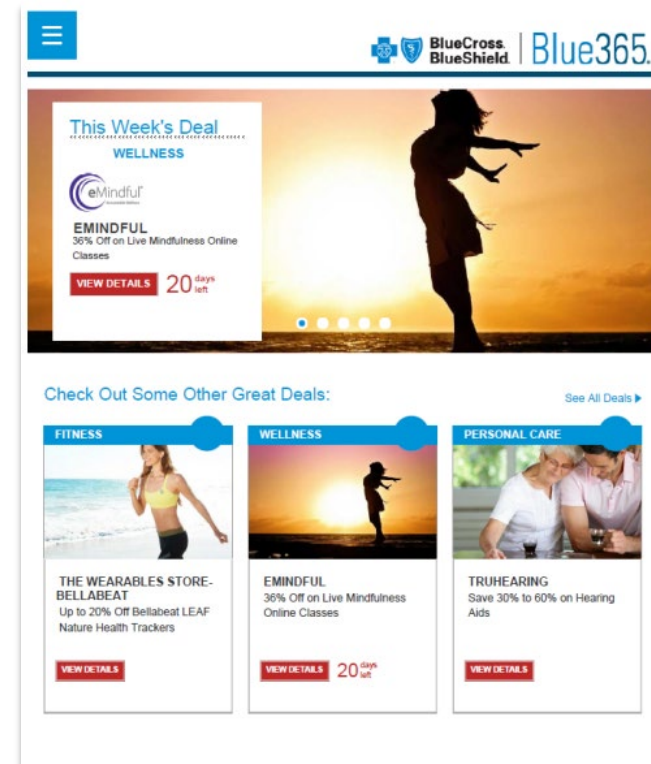 BlueCross.
BlueShield.
Blue365.
This Week's Deal
WELLNESS
eMindful
EMINDFUL
36% Off on Live Mindfulness Online
Classes
VIEW DETAILS 20 days left
Check Out Some Other Great Deals:
See All Deals
FITNESS
THE WEARABLES STORE-
BELLABEAT
Up to 20% Off Bellabeat LEAF
Nature Health Trackers
VIEW DETAILS
WELLNESS
EMINDFUL
36% Off on Live Mindfulness
Online Classes
VIEW DETAILS 20 days left
PERSONAL CARE
TRUHEARING
Save 30% to 60% on Hearing
Aids
VIEW DETAILS